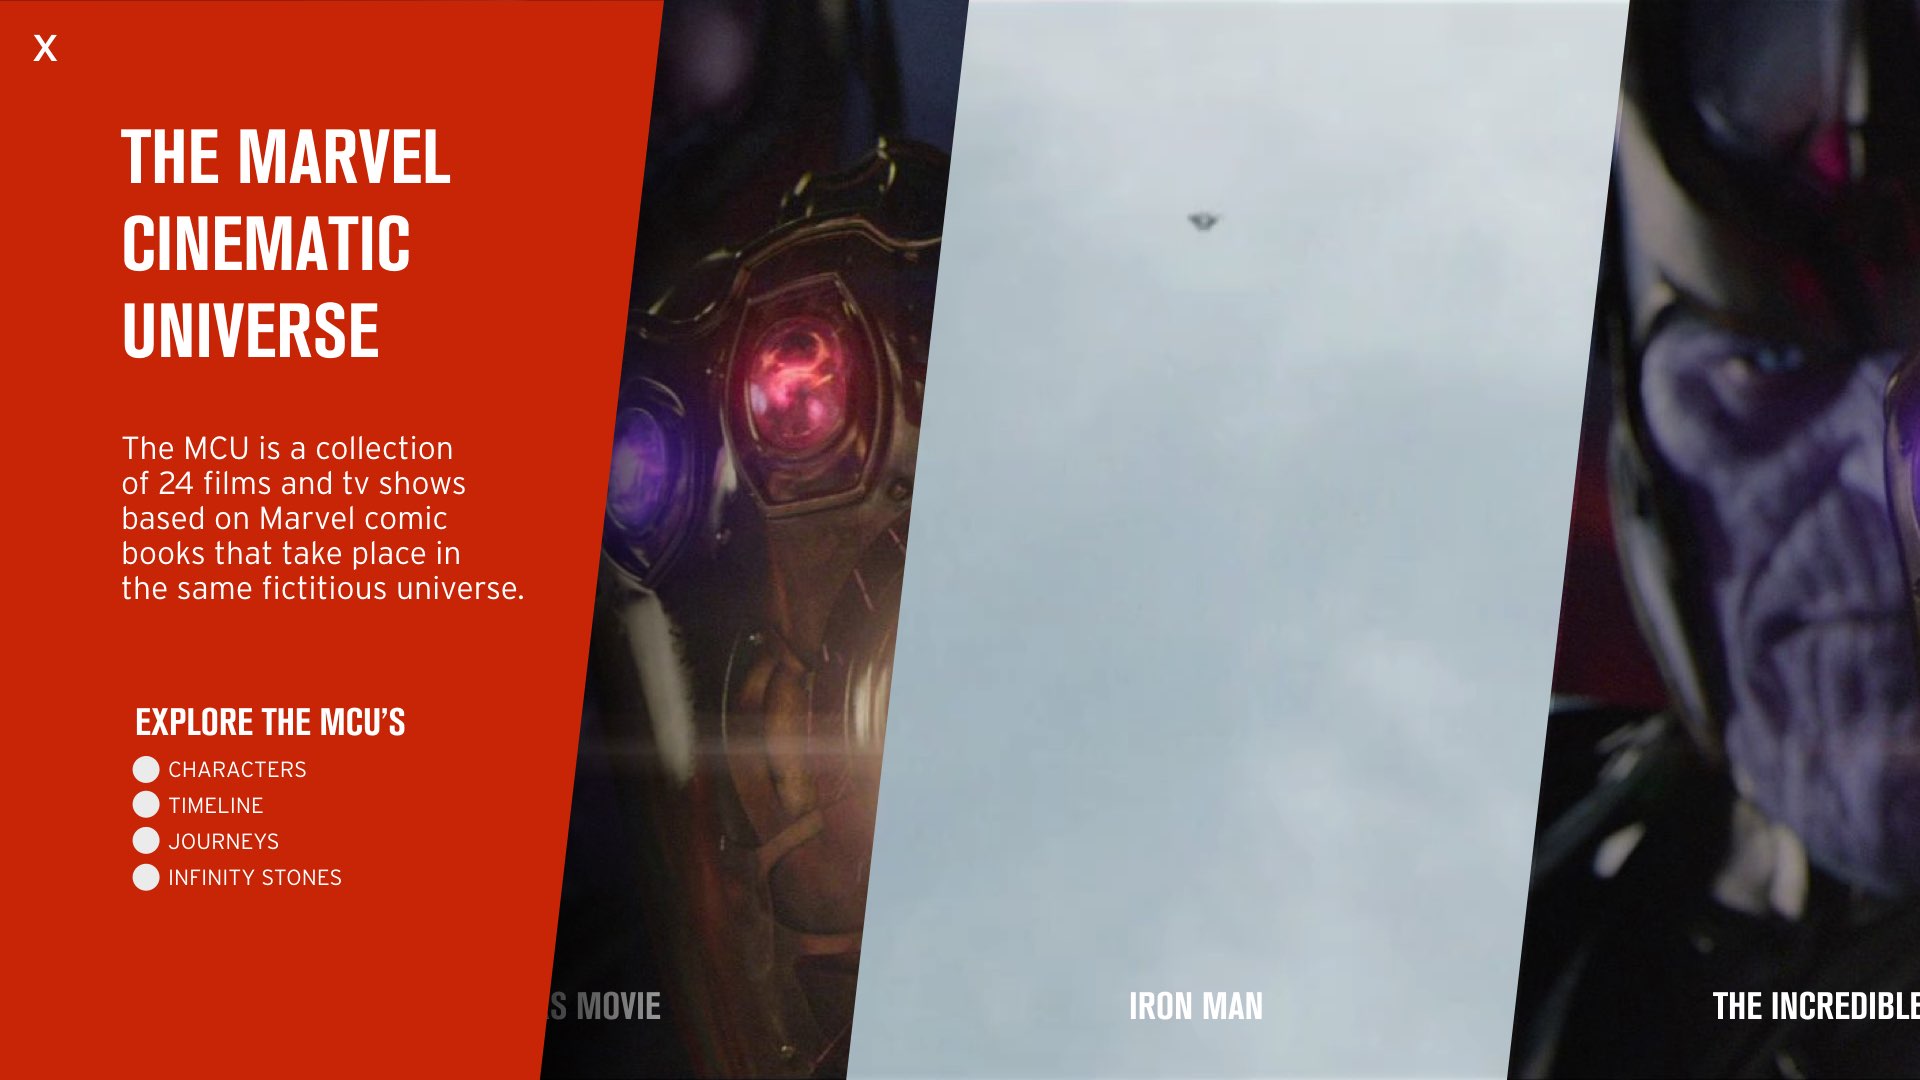 X
THE MARVEL
CINEMATIC
UNIVERSE
The MCU is a collection
of 24 films and tv shows
based on Marvel comic
books that take place in
the same fictitious universe.
EXPLORE THE MCU'S
CHARACTERS
TIMELINE
JOURNEYS
INFINITY STONES
S MOVIE
IRON MAN
THE INCREDIBLE